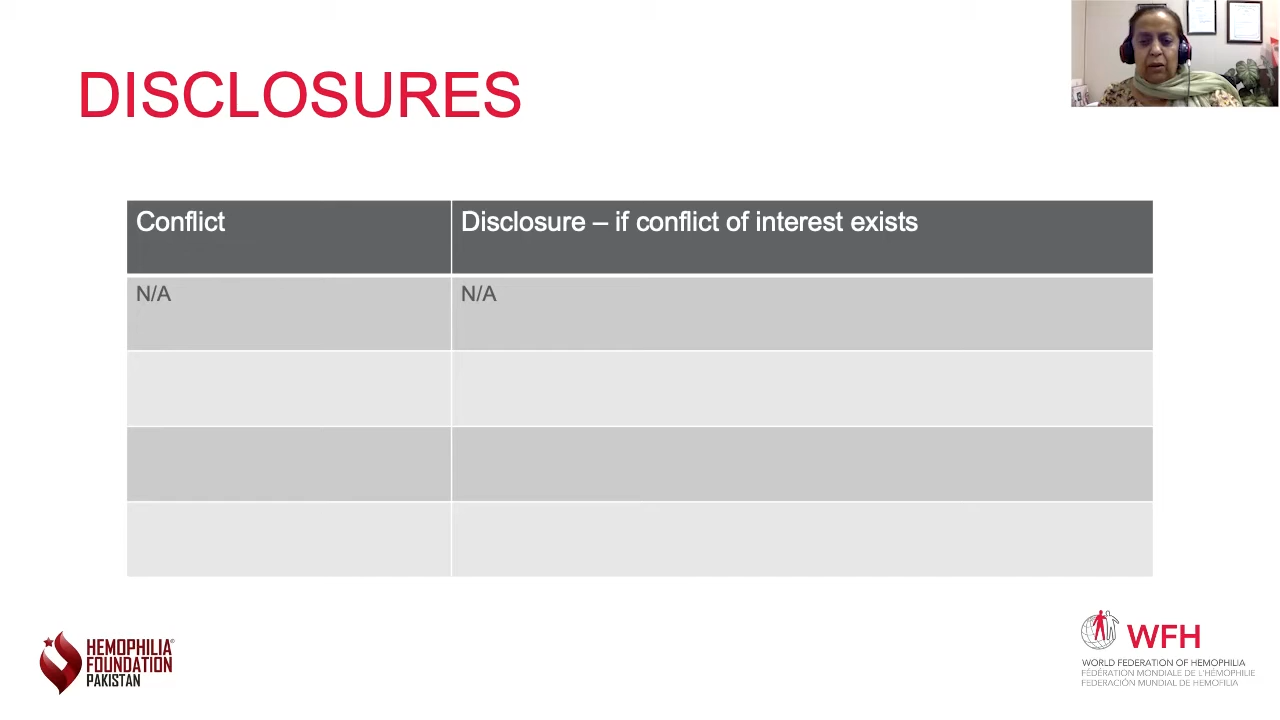 DISCLOSURES
Conflict
Disclosure – if conflict of interest exists
N/A
N/A
HEMOPHILIA®
FOUNDATION
PAKISTAN
WFH
WORLD FEDERATION OF HEMOPHILIA
FÉDÉRATION MONDIALE DE L'HÉMOPHILIE
FEDERACIÓN MUNDIAL DE HEMOFILIA